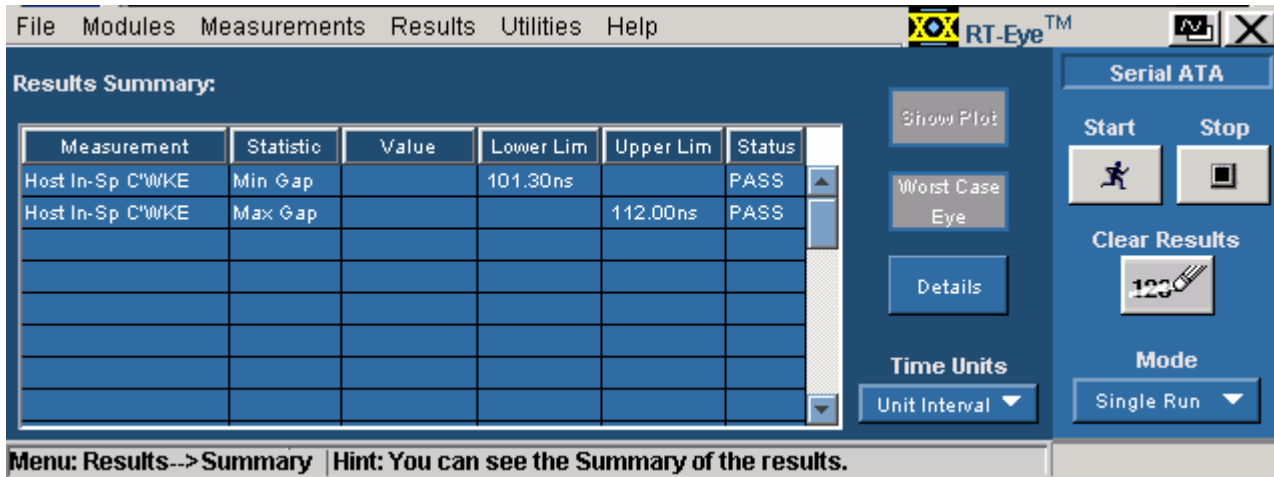 File Modules Measurements Results Utilities Help RT-Eye™
Results Summary:
Measurement Statistic Value Lower Lim Upper Lim Status
Host In-Sp C'WKE Min Gap 101.30ns PASS
Host In-Sp C'WKE Max Gap 112.00ns PASS
Show Plot
Worst Case
Eye
Details
Time Units
Unit Interval
Serial ATA
Start Stop
Clear Results
123
Mode
Single Run
Menu: Results-->Summary |Hint: You can see the Summary of the results.